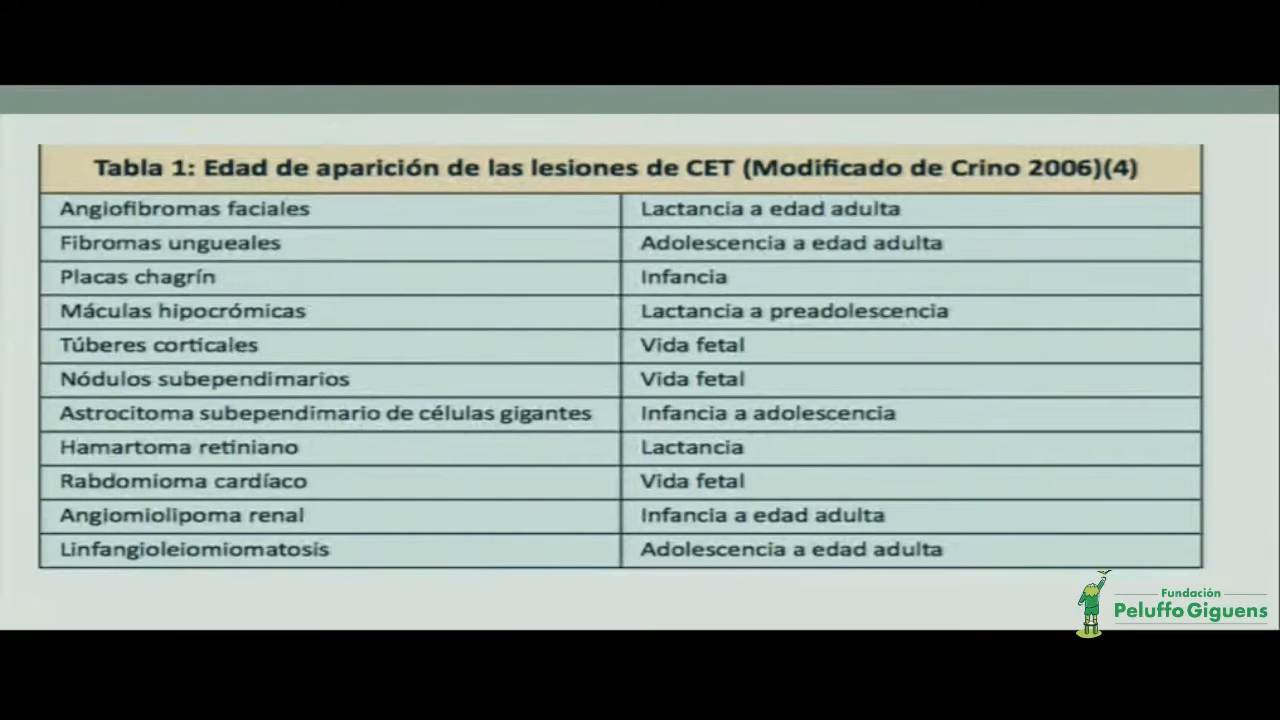 Tabla 1: Edad de aparición de las lesiones de CET (Modificado de Crino 2006)(4)
Angiofibromas faciales Lactancia a edad adulta
Fibromas ungueales Adolescencia a edad adulta
Placas chagrín Infancia
Máculas hipocrómicas Lactancia a preadolescencia
Túberes corticales Vida fetal
Nódulos subependimarios Vida fetal
Astrocitoma subependimario de células gigantes Infancia a adolescencia
Hamartoma retiniano Lactancia
Rabdomioma cardíaco Vida fetal
Angiomiolipoma renal Infancia a edad adulta
Linfangioleiomiomatosis Adolescencia a edad adulta
Fundación
Peluffo Giguens